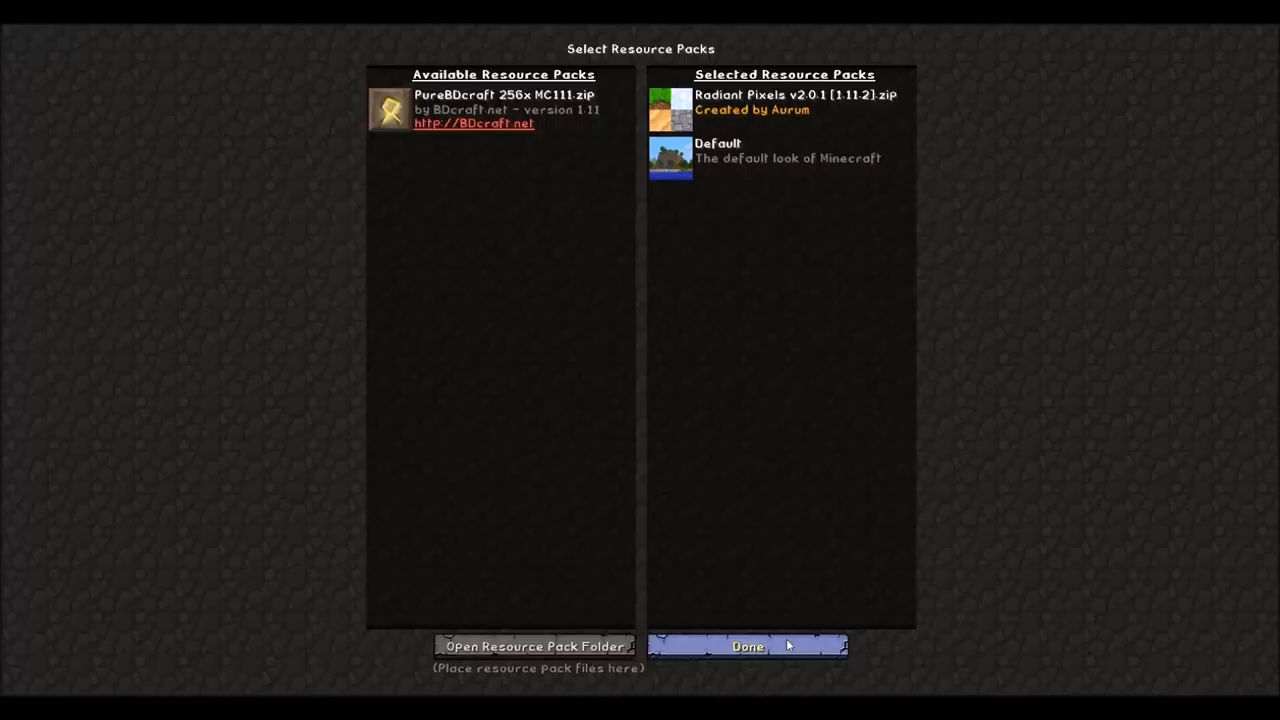 Select Resource Packs
Available Resource Packs
PureBDcraft 256x MC111.zip
by BDcraft.net - version 1.11
http://BDcraft.net
Selected Resource Packs
Radiant Pixels v2.0.1 [1.11.2].zip
Created by Aurum
Default
The default look of Minecraft
Open Resource Pack Folder
(Place resource pack files here)
Done